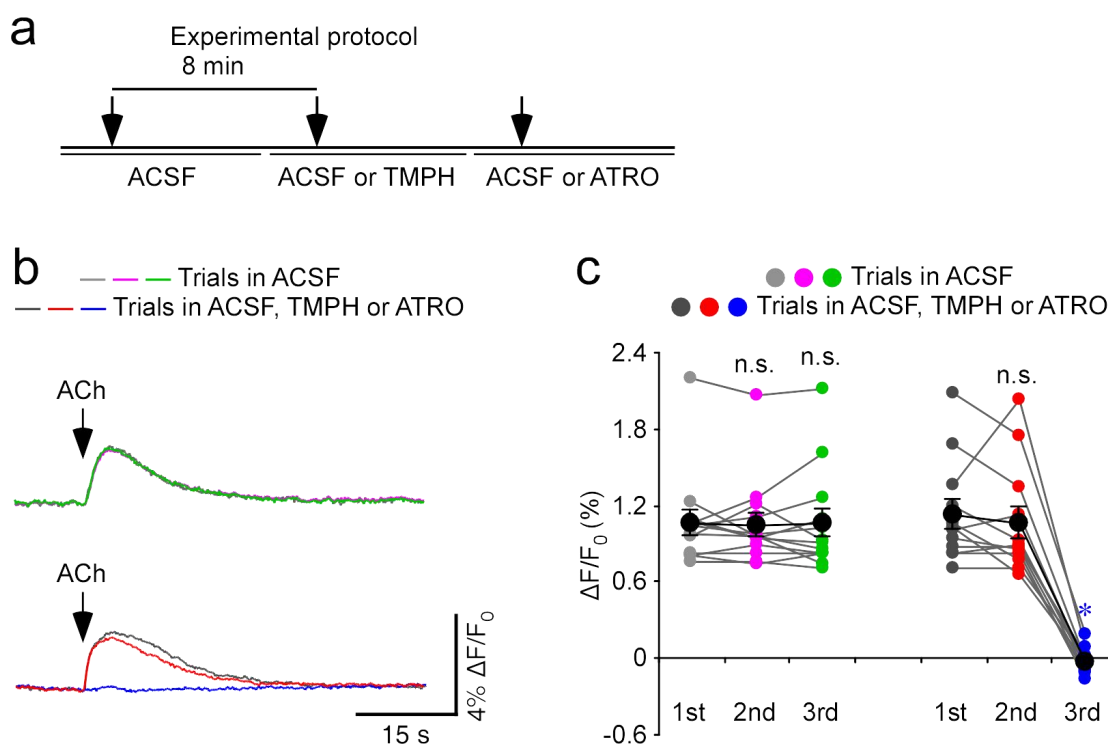 a
Experimental protocol
8 min
ACSF
ACSF or TMPH
ACSF or ATRO
b
Trials in ACSF
Trials in ACSF, TMPH or ATRO
ACh
ACh
4% ΔF/F0
15 s
c
Trials in ACSF
Trials in ACSF, TMPH or ATRO
ΔF/F0 (%)
2.4
1.8
1.2
0.6
0
-0.6
n.s.
n.s.
n.s.
*
1st 2nd 3rd
1st 2nd 3rd